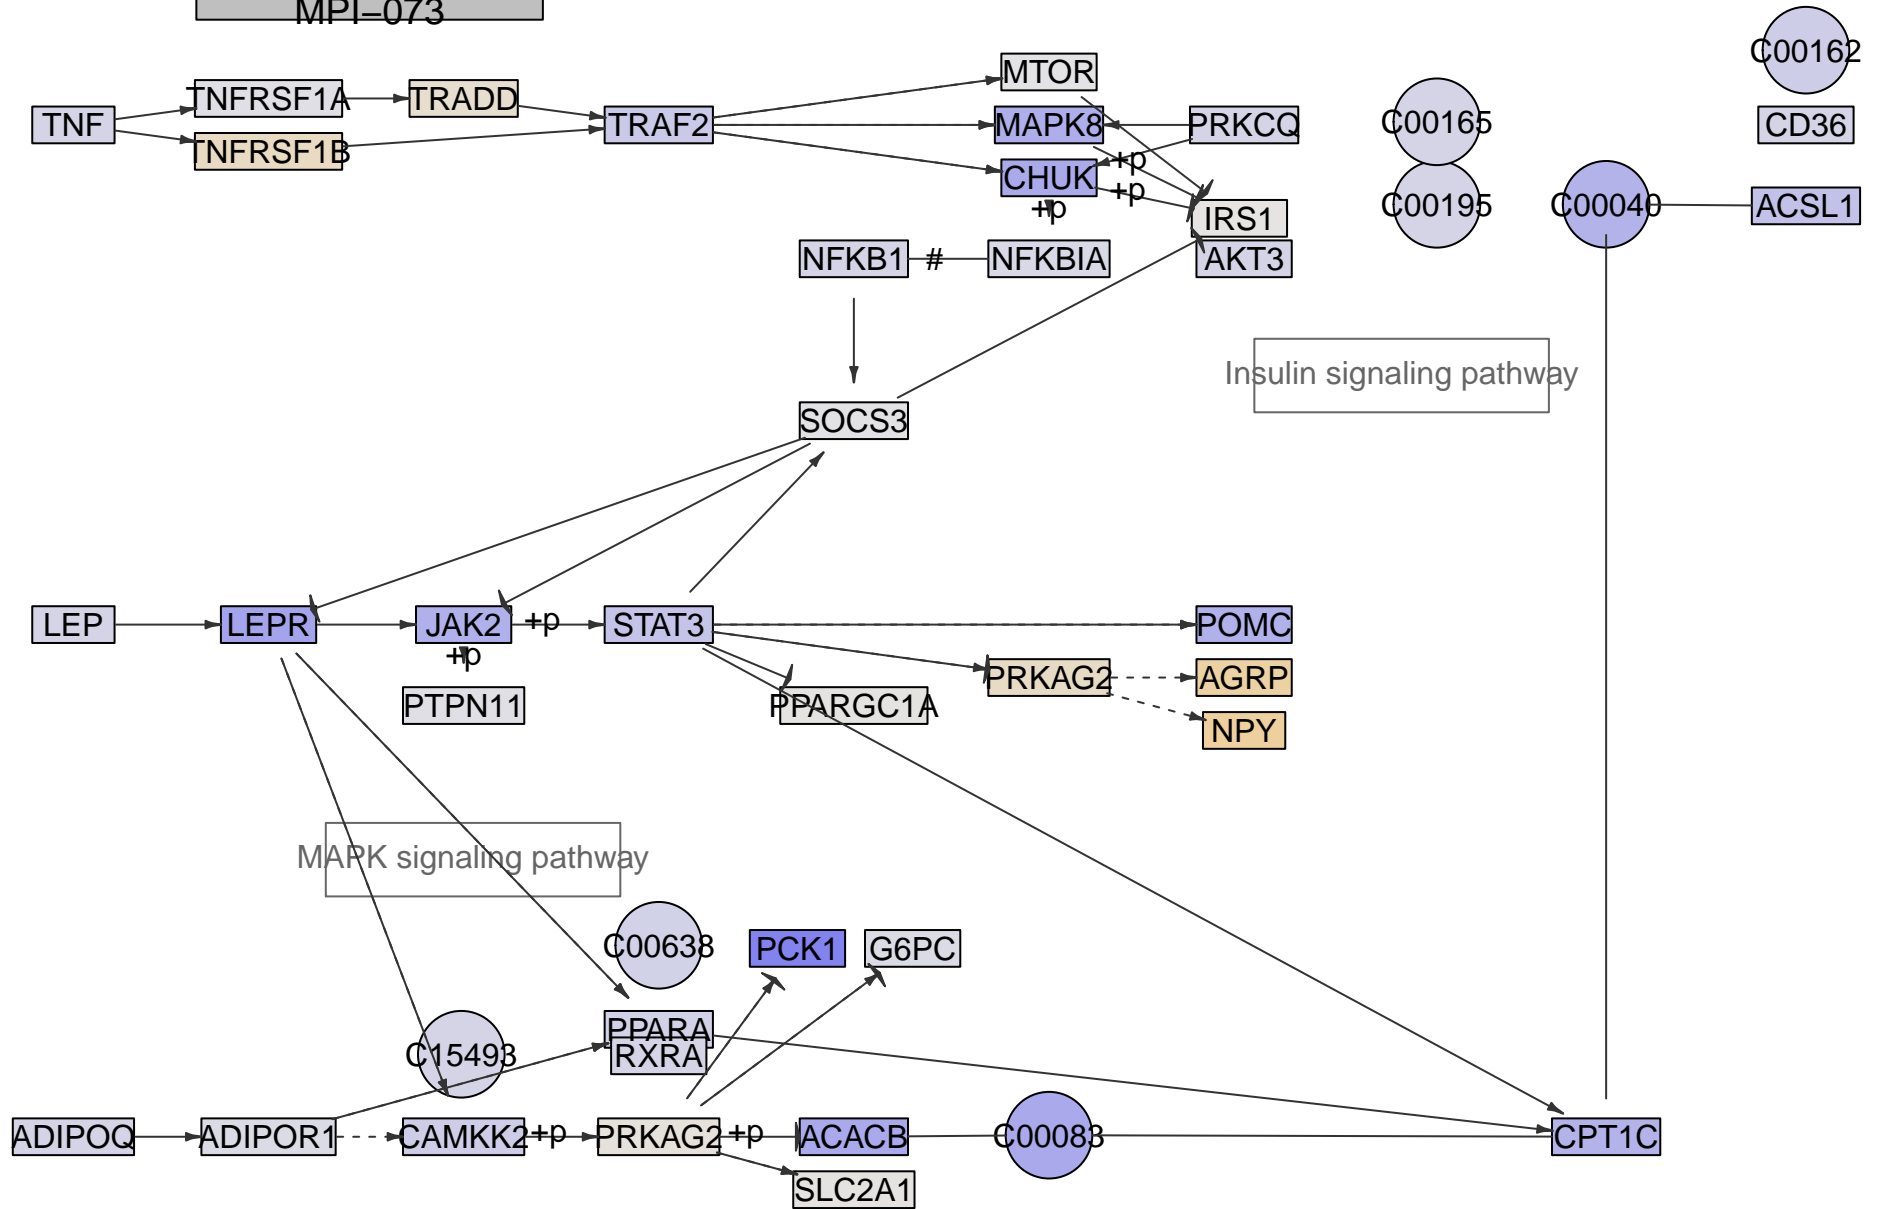 MPI−073
C00162
MTOR
TNFRSF1A
TRADD
TNF
TRAF2
MAPK8
PRKCQ
C00165
CD36
TNFRSF1B
+p
CHUK
+p
+p
IRS1
C00195
C00040
ACSL1
NFKB1
#
NFKBIA
AKT3
Insulin signaling pathway
SOCS3
LEP
LEPR
JAK2
+p
STAT3
POMC
+p
PRKAG2
AGRP
PTPN11
PPARGC1A
NPY
MAPK signaling pathway
C00638
PCK1
G6PC
PPARA
C15493
RXRA
ADIPOQ
ADIPOR1
CAMKK2
+p
PRKAG2
+p
ACACB
C00083
CPT1C
SLC2A1